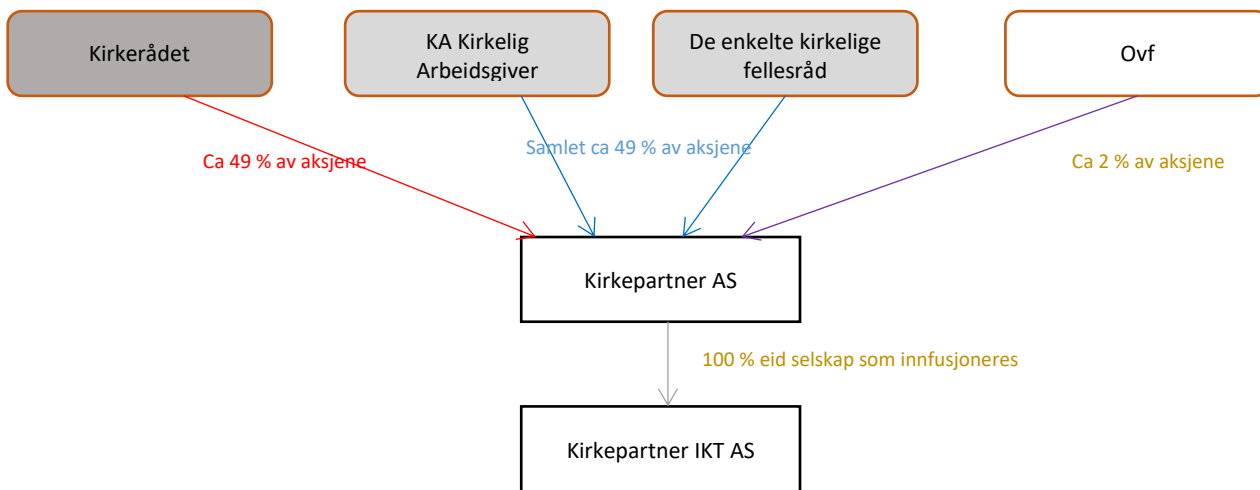 Kirkerådet
KA Kirkelig
Arbeidsgiver
De enkelte kirkelige
fellesråd
Ovf
Ca 49 % av aksjene
Samlet ca 49 % av aksjene
Ca 2 % av aksjene
Kirkepartner AS
100 % eid selskap som innfusjoneres
Kirkepartner IKT AS